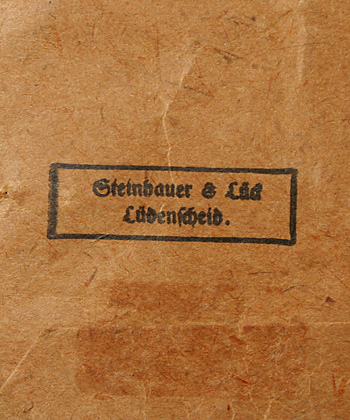 Steinhauer & Lück
Lüdenscheid.